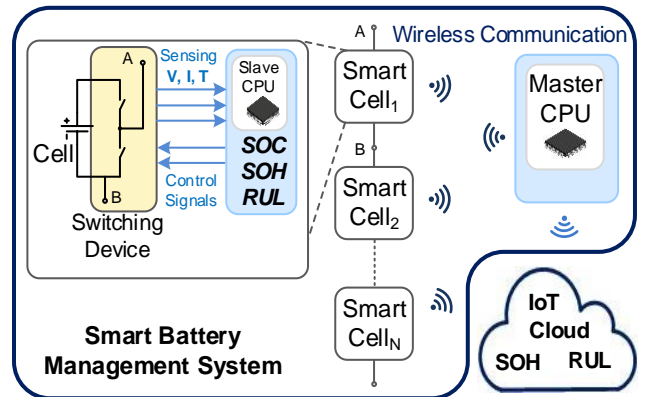 Wireless Communication
A
Sensing
V, I, T
Slave
CPU
SOC
SOH
RUL
Cell
Control
Signals
B
Switching
Device
A
Smart
Cell1
B
Smart
Cell2
Smart
CellN
Master
CPU
Smart Battery
Management System
IoT
Cloud
SOH RUL